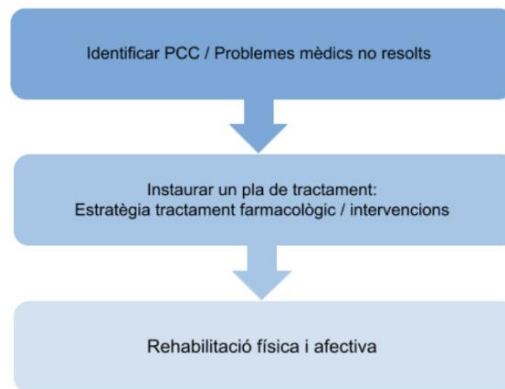 Identificar PCC / Problemes mèdics no resolts
Instaurar un pla de tractament:
Estratègia tractament farmacològic / intervencions
Rehabilitació física i afectiva